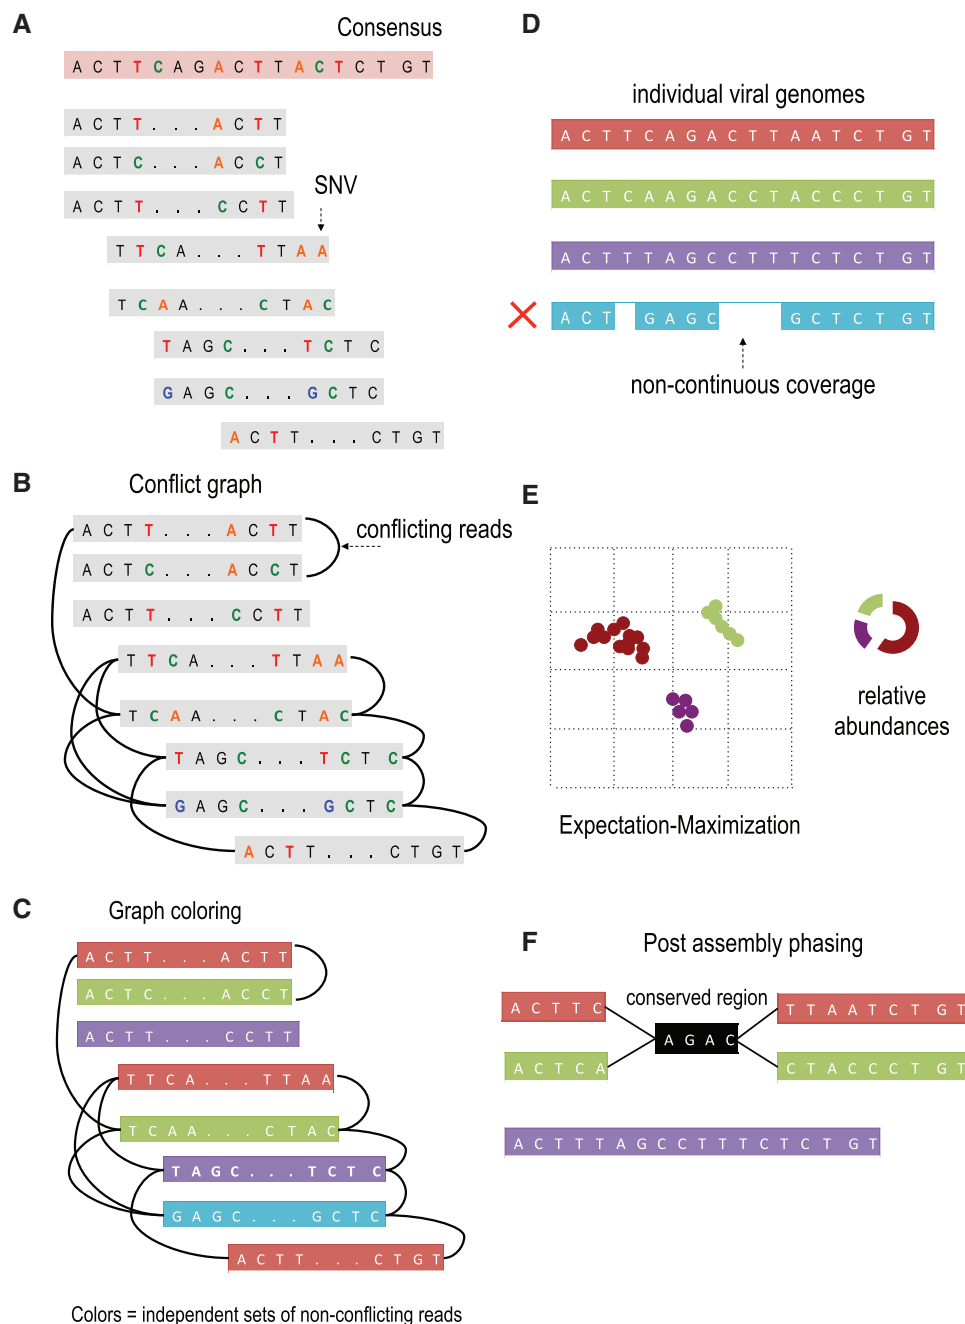 A
Consensus
A C T T C A G A C T T A C T C T G T
A C T T . . . A C T T
A C T C . . . A C C T
A C T T . . . C C T T
SNV
T T C A . . . T T A A
T C A A . . . C T A C
T A G C . . . T C T C
G A G C . . . G C T C
A C T T . . . C T G T
B
Conflict graph
A C T T . . . A C T T
conflicting reads
A C T C . . . A C C T
A C T T . . . C C T T
T T C A . . . T T A A
T C A A . . . C T A C
T A G C . . . T C T C
G A G C . . . G C T C
A C T T . . . C T G T
C
Graph coloring
A C T T . . . A C T T
A C T C . . . A C C T
A C T T . . . C C T T
T T C A . . . T T A A
T C A A . . . C T A C
T A G C . . . T C T C
G A G C . . . G C T C
A C T T . . . C T G T
Colors = independent sets of non-conflicting reads
D
individual viral genomes
A C T T C A G A C T T A A T C T G T
A C T C A A G A C C T A C C C T G T
A C T T T A G C C T T T C T C T G T
A C T G A G C G C T C T G T
non-continuous coverage
E
relative
abundances
Expectation-Maximization
F
Post assembly phasing
A C T T C
conserved region
T T A A T C T G T
A G A C
A C T C A
C T A C C C T G T
A C T T T A G C C T T T C T C T G T